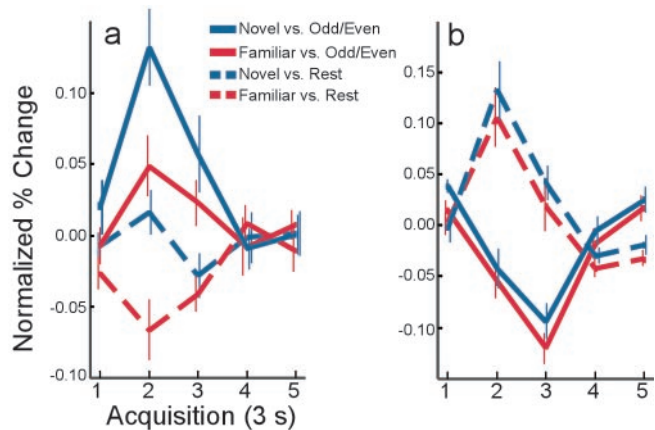 a
Novel vs. Odd/Even
Familiar vs. Odd/Even
Novel vs. Rest
Familiar vs. Rest
b
Normalized % Change
0.10
0.05
0.00
-0.05
-0.10
1 2 3 4 5
0.15
0.10
0.05
0.00
-0.05
-0.10
1 2 3 4 5
Acquisition (3 s)